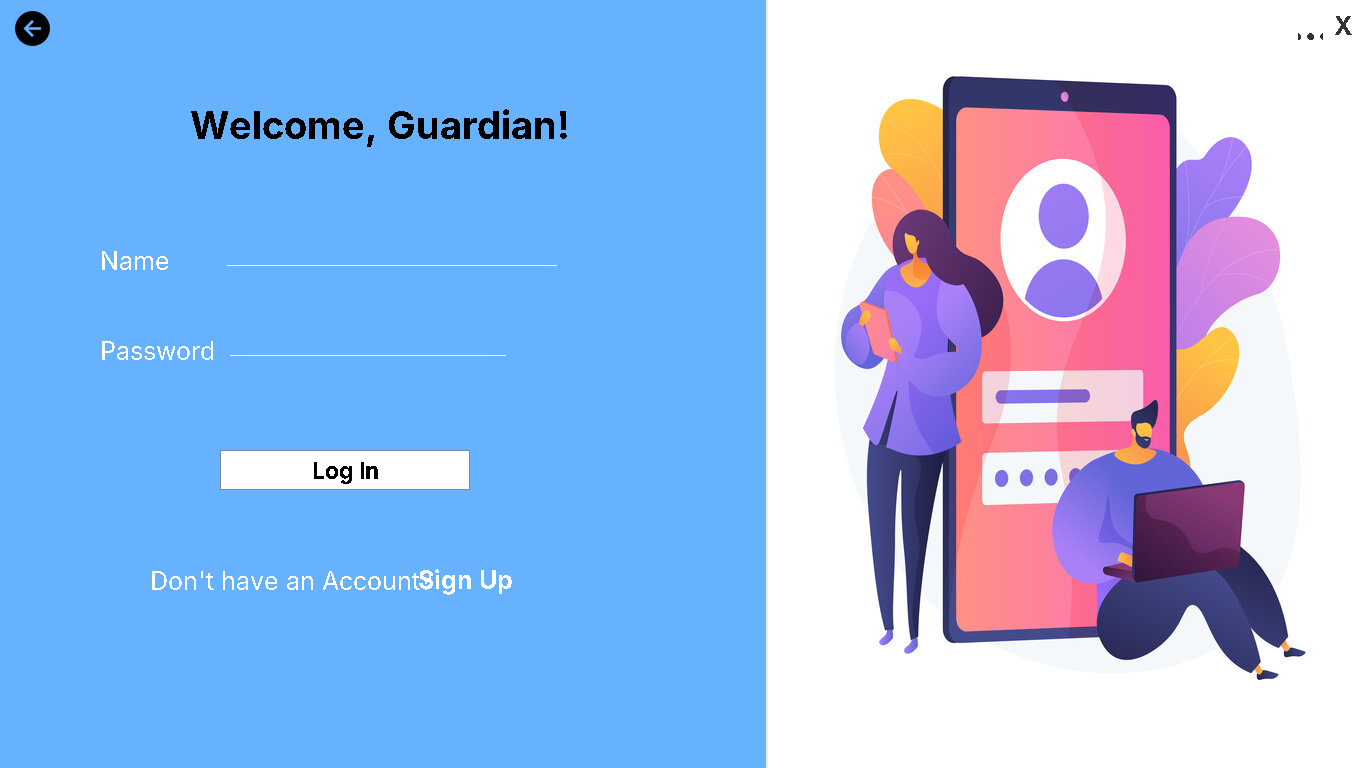 ... X
Welcome, Guardian!
Name
Password
Log In
Don't have an Account?Sign Up